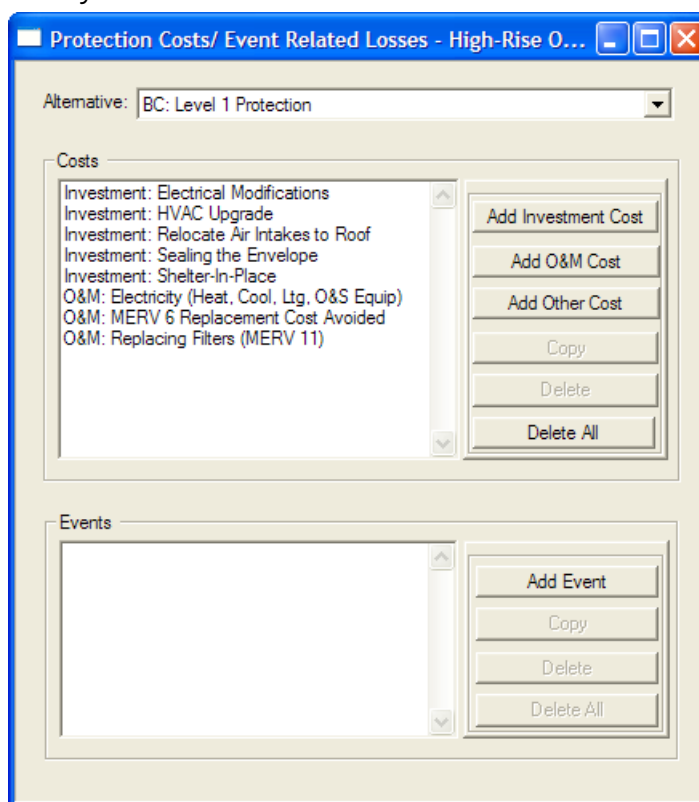 Protection Costs/ Event Related Losses - High-Rise O...
Alternative: BC: Level 1 Protection
Costs
Investment: Electrical Modifications
Investment: HVAC Upgrade
Investment: Relocate Air Intakes to Roof
Investment: Sealing the Envelope
Investment: Shelter-In-Place
O&M: Electricity (Heat, Cool, Ltg, O&S Equip)
O&M: MERV 6 Replacement Cost Avoided
O&M: Replacing Filters (MERV 11)
Add Investment Cost
Add O&M Cost
Add Other Cost
Copy
Delete
Delete All
Events
Add Event
Copy
Delete
Delete All